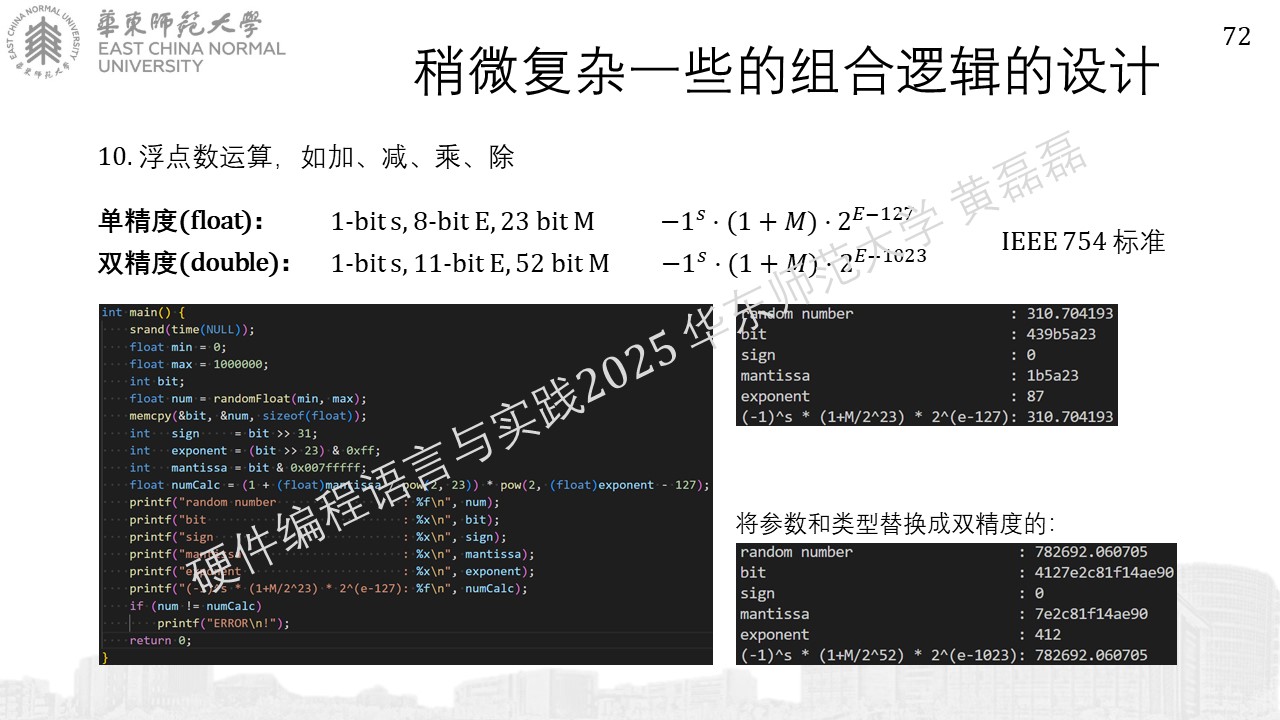 華東師範大學
EAST CHINA NORMAL
UNIVERSITY
72
稍微复杂一些的组合逻辑的设计
10. 浮点数运算，如加、减、乘、除
单精度(float)： 1-bit s, 8-bit E, 23 bit M −1^s · (1 + M) · 2^{E−127}
双精度(double)： 1-bit s, 11-bit E, 52 bit M −1^s · (1 + M) · 2^{E−1023}
IEEE 754 标准
int main() {
srand(time(NULL));
float min = 0;
float max = 1000000;
int bit;
float num = randomFloat(min, max);
memcpy(&bit, &num, sizeof(float));
int sign = bit >> 31;
int exponent = (bit >> 23) & 0xff;
int mantissa = bit & 0x007fffff;
float numCalc = (1 + (float)mantissa / pow(2, 23)) * pow(2, (float)exponent - 127);
printf("random number : %f\n", num);
printf("bit : %x\n", bit);
printf("sign : %x\n", sign);
printf("mantissa : %x\n", mantissa);
printf("exponent : %x\n", exponent);
printf("(-1)^s * (1+M/2^23) * 2^(e-127): %f\n", numCalc);
if (num != numCalc)
printf("ERROR\n!");
return 0;
}
random number : 310.704193
bit : 439b5a23
sign : 0
mantissa : 1b5a23
exponent : 87
(-1)^s * (1+M/2^23) * 2^(e-127): 310.704193
将参数和类型替换成双精度的：
random number : 782692.060705
bit : 4127e2c81f14ae90
sign : 0
mantissa : 7e2c81f14ae90
exponent : 412
(-1)^s * (1+M/2^52) * 2^(e-1023): 782692.060705
硬件编程语言与实践2025 华东师范大学 黄磊磊